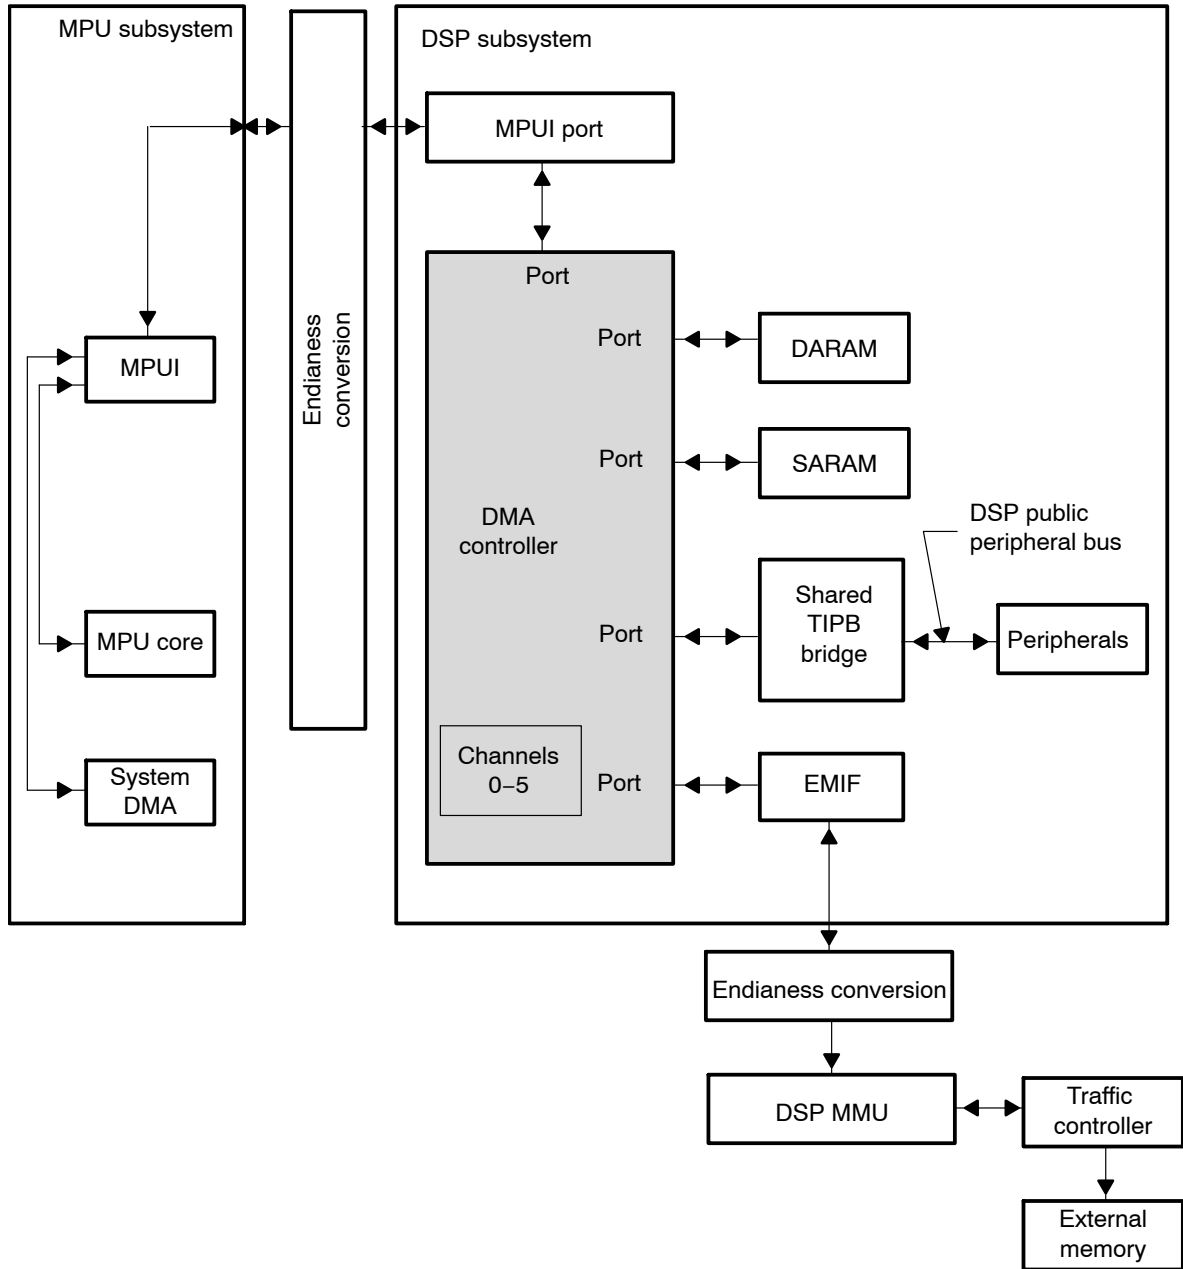 MPU subsystem
DSP subsystem
MPUI port
Port
Endianess
conversion
Port
DARAM
MPUI
Port
SARAM
DMA
controller
DSP public
peripheral bus
Shared
TIPB
bridge
Port
Peripherals
MPU core
Channels
0–5
Port
EMIF
System
DMA
Endianess conversion
DSP MMU
Traffic
controller
External
memory